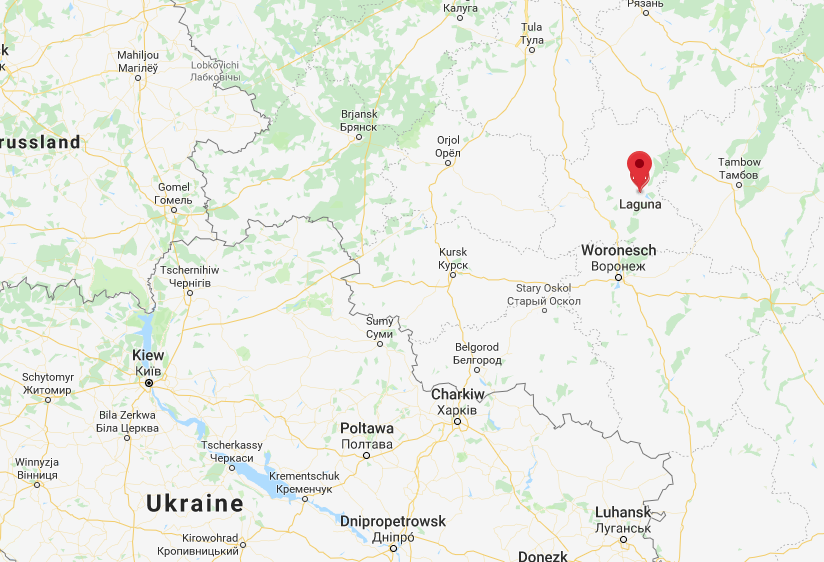 Калуга
Рязань
Tula
Тула
Mahiljou
Магілёў
Lobkovichi
Лабковічы
Brjansk
Брянск
russland
Orjol
Орёл
Tambow
Тамбов
Gomel
Гомель
Laguna
Woronesch
Воронеж
Kursk
Курск
Tschernihiw
Чернігів
Stary Oskol
Старый Оскол
Sumy
Суми
Belgorod
Белгород
Kiew
Київ
Schytomyr
Житомир
Charkiw
Харків
Bila Zerkwa
Біла Церква
Poltawa
Полтава
Tscherkassy
Черкаси
Winnyzja
Вінниця
Krementschuk
Кременчук
Ukraine
Dnipropetrowsk
Дніпро́
Luhansk
Луганськ
Kirowohrad
Кропивницький
Donezk